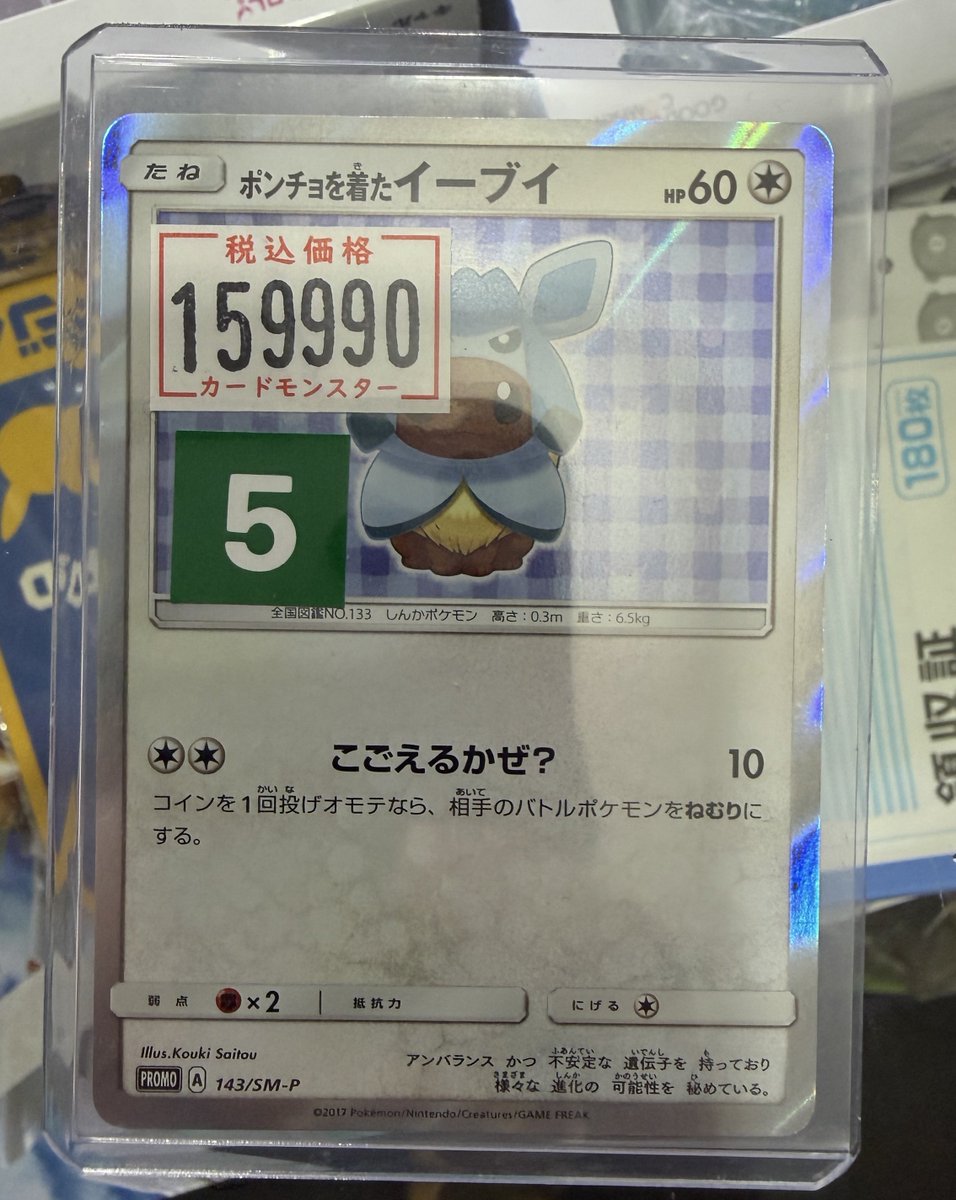 たね ポンチョを着たイーブイ HP60
税込価格
159990
カードモンスター
5
全国図鑑NO.133 しんかポケモン 高さ：0.3m 重さ：6.5kg
こごえるかぜ？ 10
コインを1回投げオモテなら、相手のバトルポケモンをねむりに
する。
弱点 ×2 抵抗力 にげる
Illus.Kouki Saitou
アンバランス かつ 不安定な 遺伝子を 持っており
様々な 進化の 可能性を 秘めている。
PROMO A 143/SM-P
©2017 Pokémon/Nintendo/Creatures/GAME FREAK
180枚
領収証